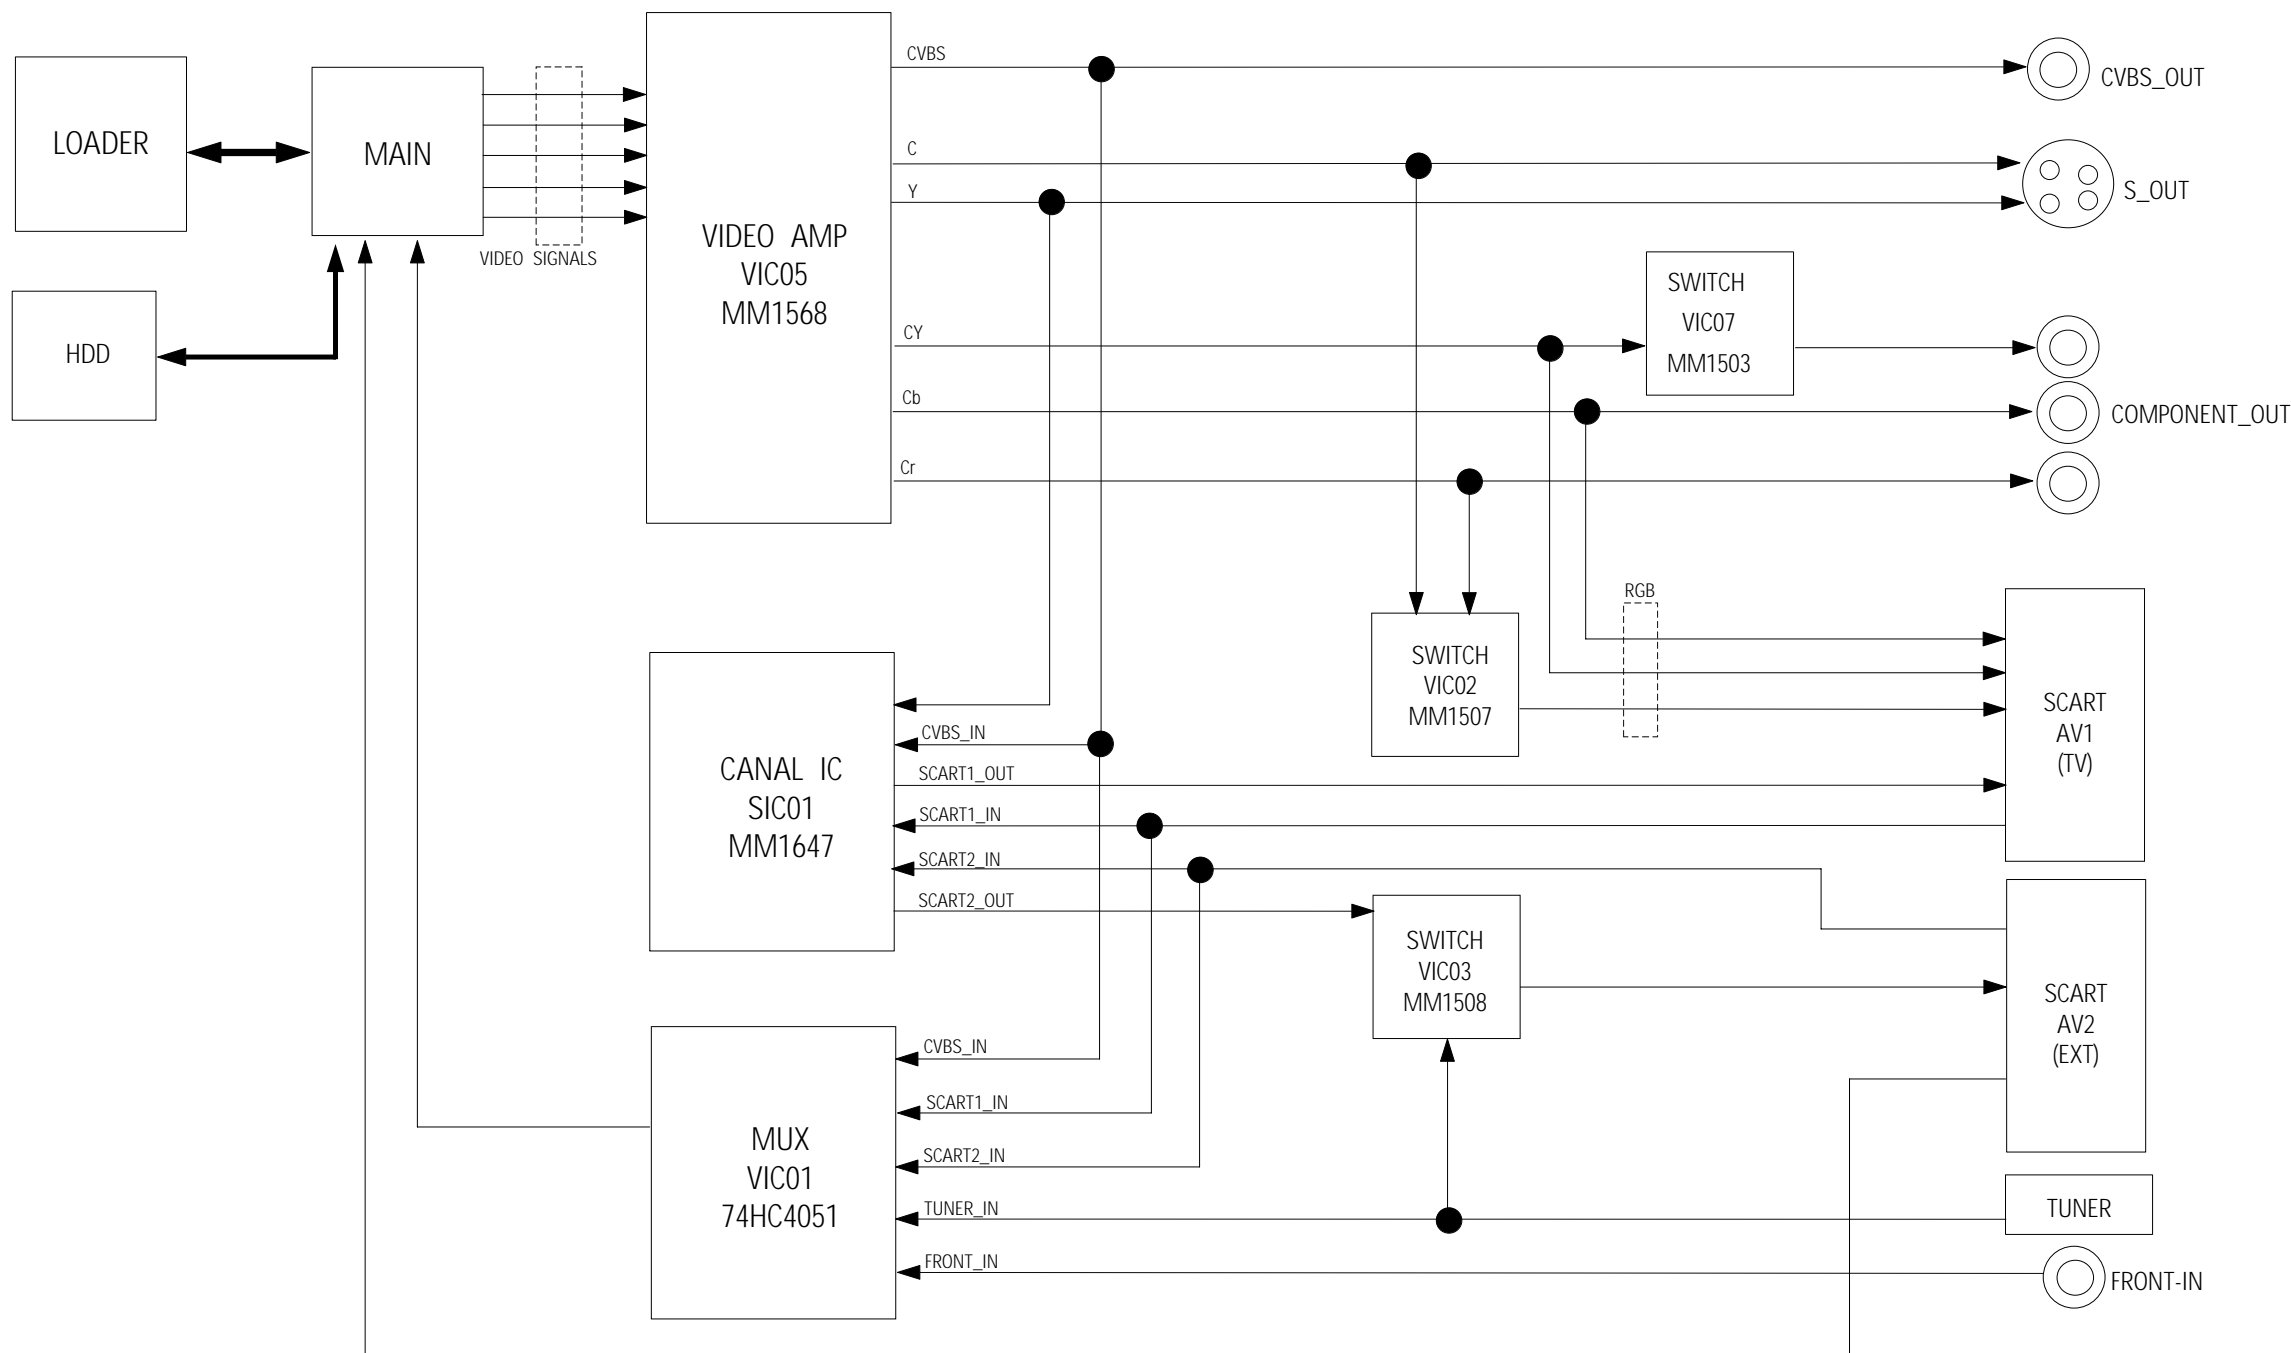 LOADER
MAIN
HDD
VIDEO SIGNALS
VIDEO AMP
VIC05
MM1568
CVBS
C
Y
CY
Cb
Cr
CVBS_OUT
S_OUT
SWITCH
VIC07
MM1503
COMPONENT_OUT
SWITCH
VIC02
MM1507
RGB
SCART
AV1
(TV)
CANAL IC
SIC01
MM1647
CVBS_IN
SCART1_OUT
SCART1_IN
SCART2_IN
SCART2_OUT
SWITCH
VIC03
MM1508
SCART
AV2
(EXT)
MUX
VIC01
74HC4051
CVBS_IN
SCART1_IN
SCART2_IN
TUNER_IN
FRONT_IN
TUNER
FRONT-IN